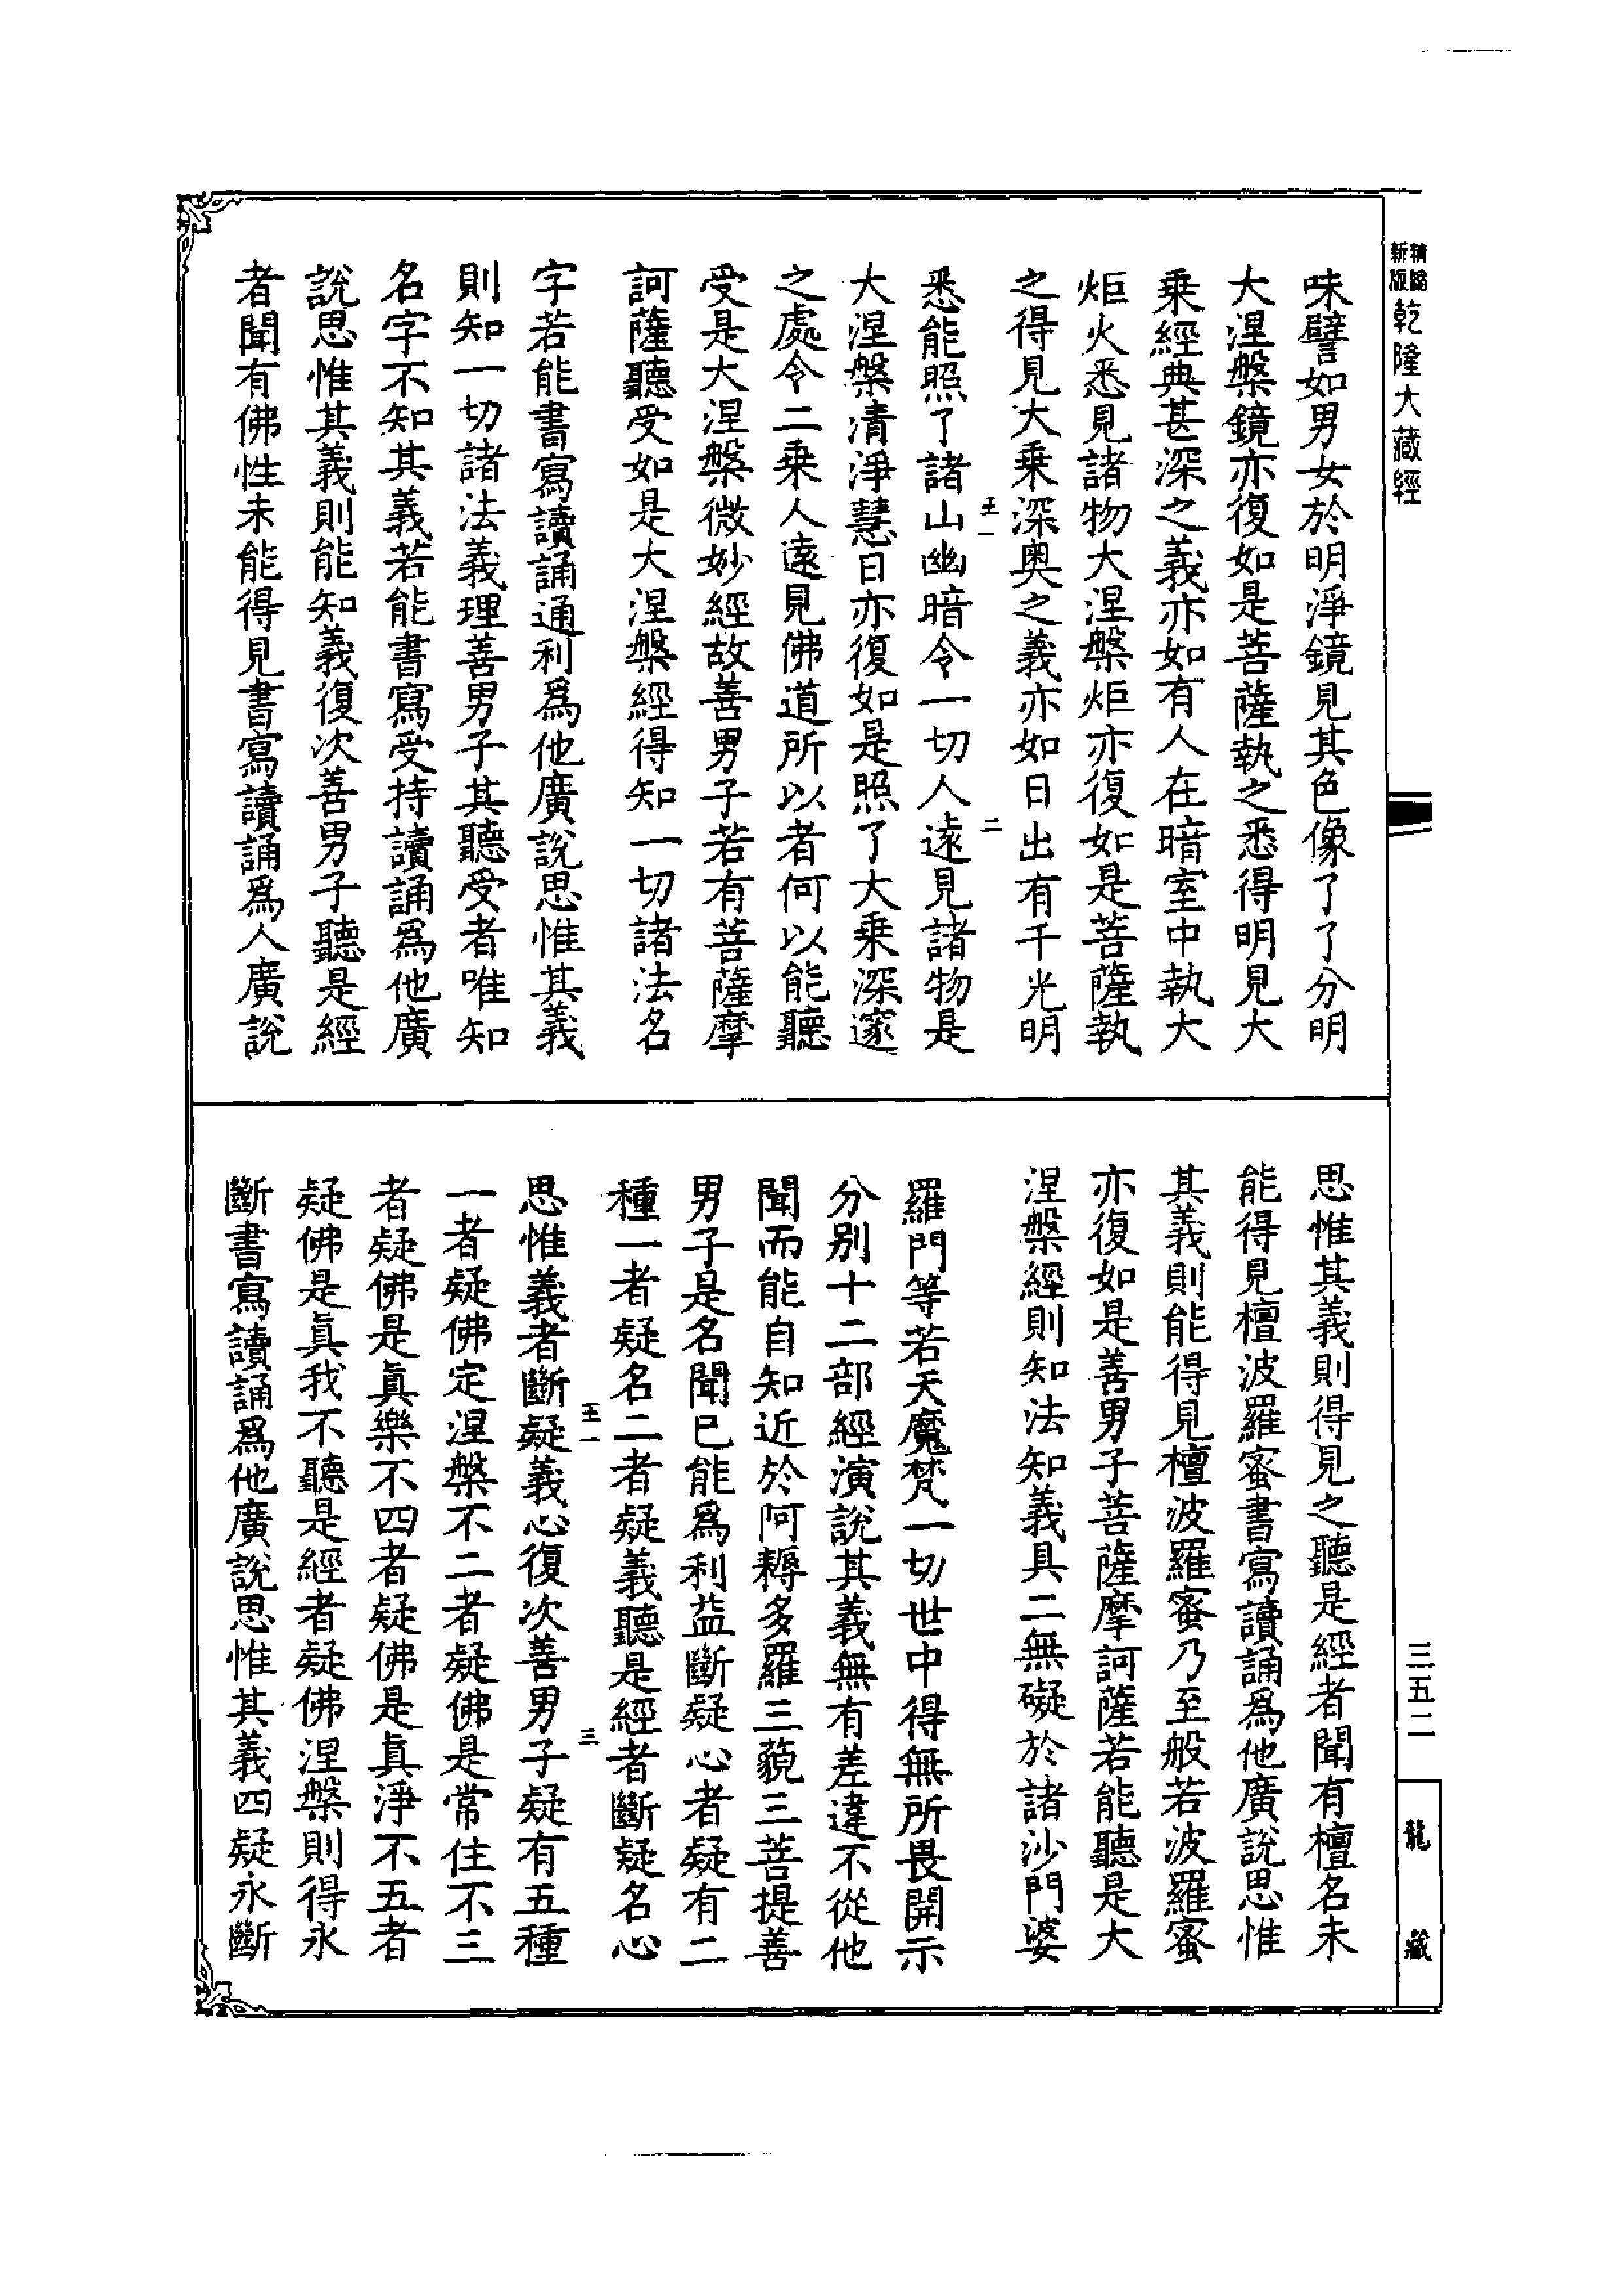 精縮新版乾隆大藏經
味譬如男女於明淨鏡見其色像了了分明
大涅槃鏡亦復如是菩薩執之悉得明見大
乘經典甚深之義亦如有人在暗室中執大
炬火悉見諸物大涅槃炬亦復如是菩薩執
之得見大乘深奥之義亦如日出有千光明
悉能照了諸山幽暗令一切人遠見諸物是
大涅槃清淨慧日亦復如是照了大乘深邃
之處令二乘人遠見佛道所以者何以能聽
受是大涅槃微妙經故善男子若有菩薩摩
訶薩聽受如是大涅槃經得知一切諸法名
字若能書寫讀誦通利爲他廣說思惟其義
則知一切諸法義理善男子其聽受者唯知
名字不知其義若能書寫受持讀誦爲他廣
說思惟其義則能知義復次善男子聽是經
者聞有佛性未能得見書寫讀誦爲人廣說
思惟其義則得見之聽是經者聞有檀名未
能得見檀波羅蜜書寫讀誦爲他廣說思惟
其義則能得見檀波羅蜜乃至般若波羅蜜
亦復如是善男子菩薩摩訶薩若能聽是大
涅槃經則知法知義具二無礙於諸沙門婆
羅門等若天魔梵一切世中得無所畏開示
分别十二部經演說其義無有差違不從他
聞而能自知近於阿耨多羅三藐三菩提善
男子是名聞已能爲利益斷疑心者疑有二
種一者疑名二者疑義聽是經者斷疑名心
思惟義者斷疑義心復次善男子疑有五種
一者疑佛定涅槃不二者疑佛是常住不三
者疑佛是眞樂不四者疑佛是眞淨不五者
疑佛是眞我不聽是經者疑佛涅槃則得永
斷書寫讀誦爲他廣說思惟其義四疑永斷
三五二
龍藏